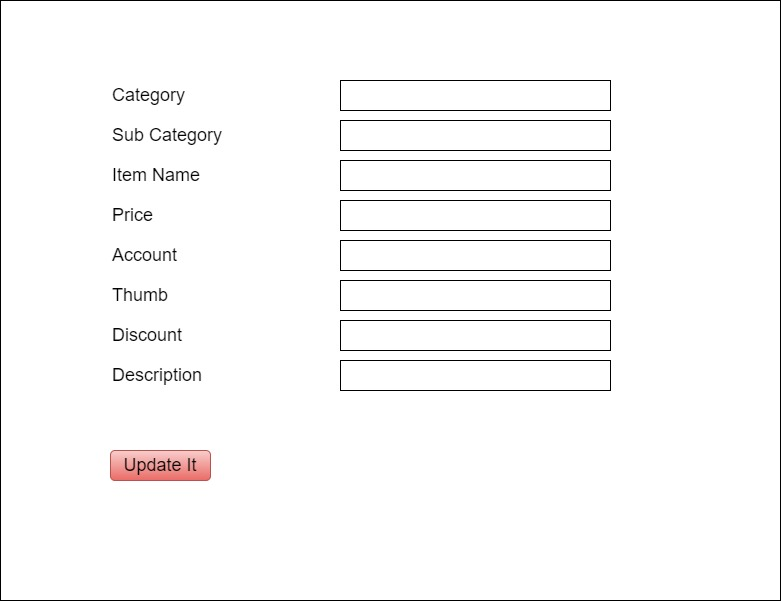 Category
Sub Category
Item Name
Price
Account
Thumb
Discount
Description
Update It